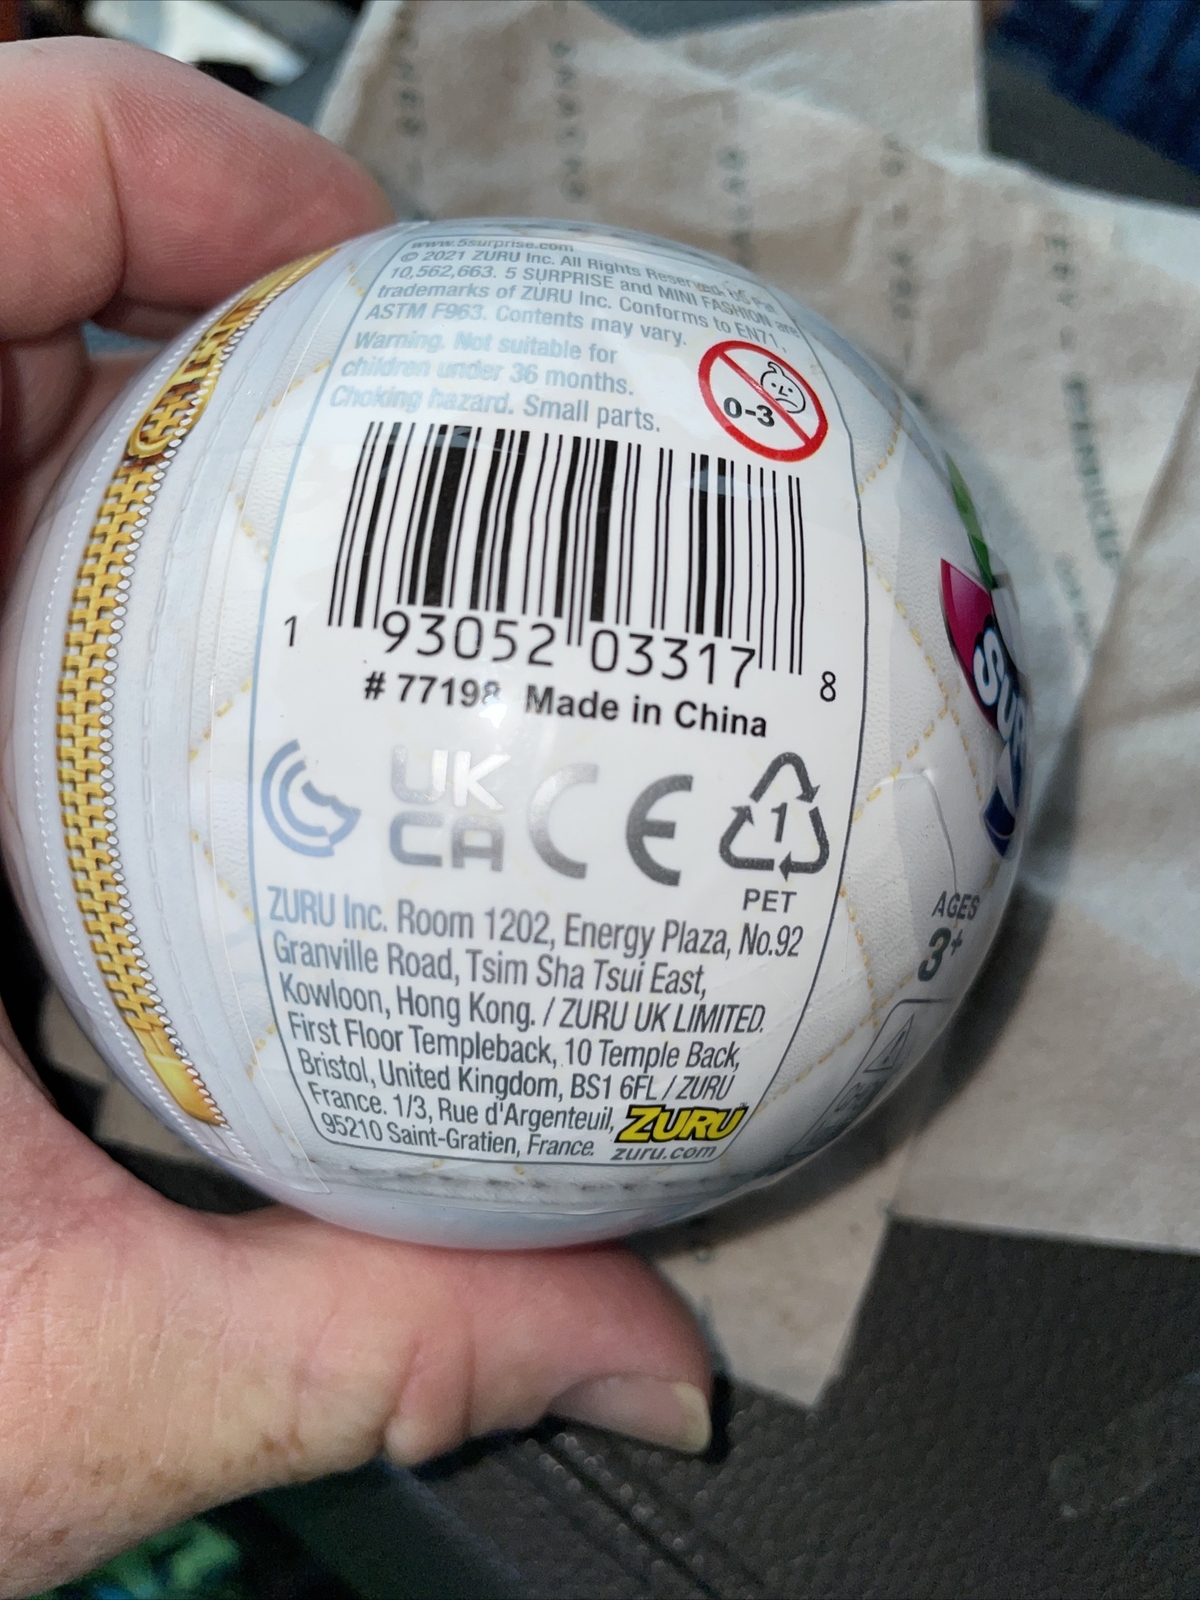 www.5surprise.com
© 2021 ZURU Inc. All Rights Reserved. US Pat
10,562,663. 5 SURPRISE and MINI FASHION are
trademarks of ZURU Inc. Conforms to EN71,
ASTM F963. Contents may vary.
Warning. Not suitable for
children under 36 months.
Choking hazard. Small parts.
0-3
1 93052 03317 8
# 77198 Made in China
UK
CA CE
1
PET
ZURU Inc. Room 1202, Energy Plaza, No.92
Granville Road, Tsim Sha Tsui East,
Kowloon, Hong Kong. / ZURU UK LIMITED.
First Floor Templeback, 10 Temple Back,
Bristol, United Kingdom, BS1 6FL / ZURU
France. 1/3, Rue d'Argenteuil,
95210 Saint-Gratien, France.
ZURU™
zuru.com
AGES
3+